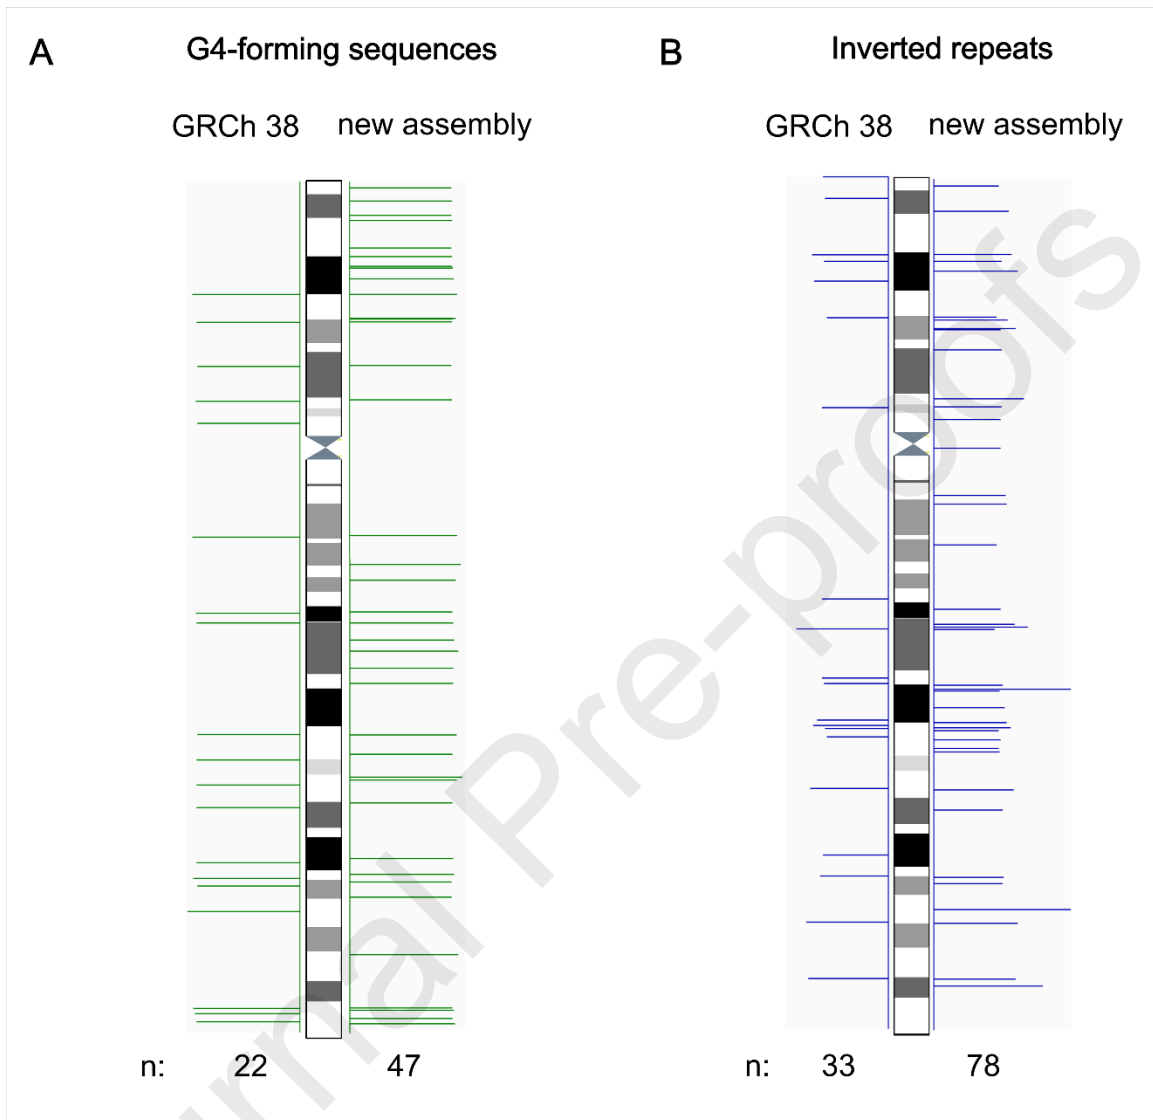 A G4-forming sequences
GRCh 38 new assembly
n: 22 47
B Inverted repeats
GRCh 38 new assembly
n: 33 78
rnal Pre-proofs